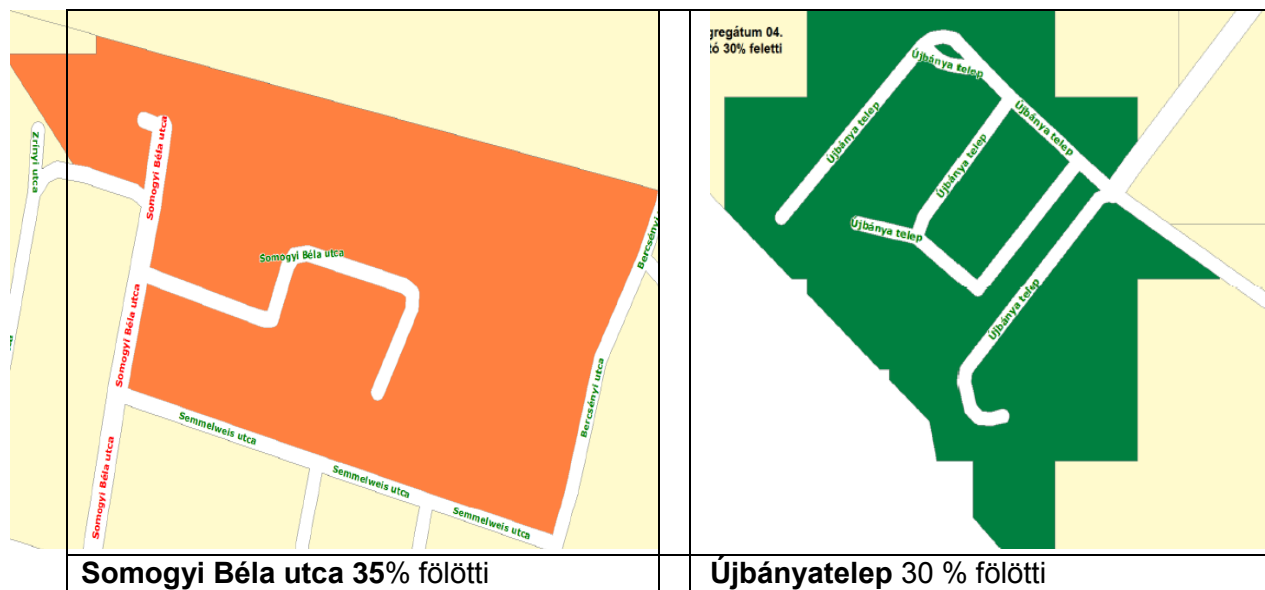 Zrínyi utca
Somogyi Béla utca
Somogyi Béla utca
Somogyi Béla utca
Somogyi Béla utca
Bercsényi
Bercsényi utca
Semmelweis utca
Semmelweis utca
Semmelweis utca
Somogyi Béla utca 35% fölötti
gregátum 04.
tó 30% feletti
Újbánya telep
Újbánya telep
Újbánya telep
Újbánya telep
Újbánya telep
Újbánya telep
Újbányatelep 30 % fölötti